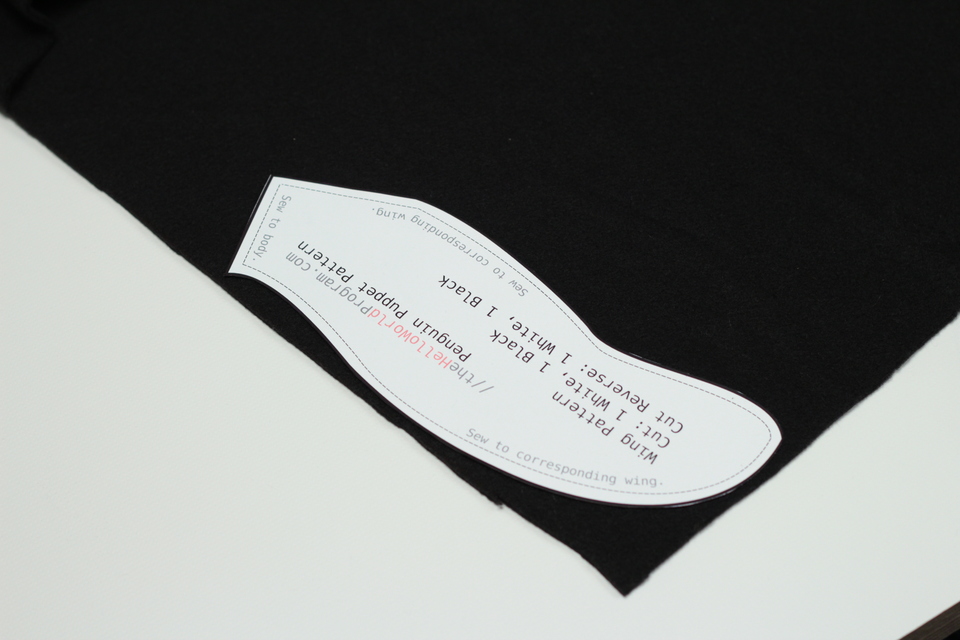 //theHelloWorldProgram.com
Penguin Puppet Pattern
Wing Pattern
Cut: 1 White, 1 Black
Cut Reverse: 1 White, 1 Black
Sew to body.
Sew to corresponding wing.
Sew to corresponding wing.